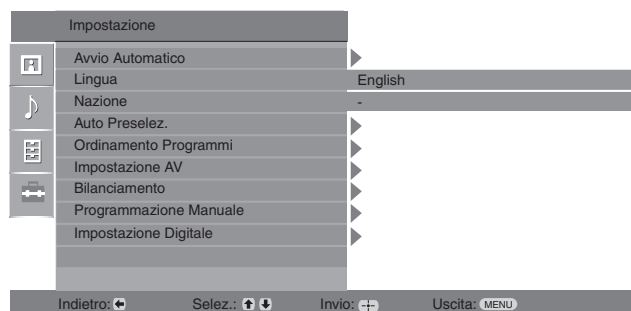 Impostazione
Avvio Automatico
Lingua English
Nazione -
Auto Preselez.
Ordinamento Programmi
Impostazione AV
Bilanciamento
Programmazione Manuale
Impostazione Digitale
Indietro: Selez.: Invio: Uscita: MENU